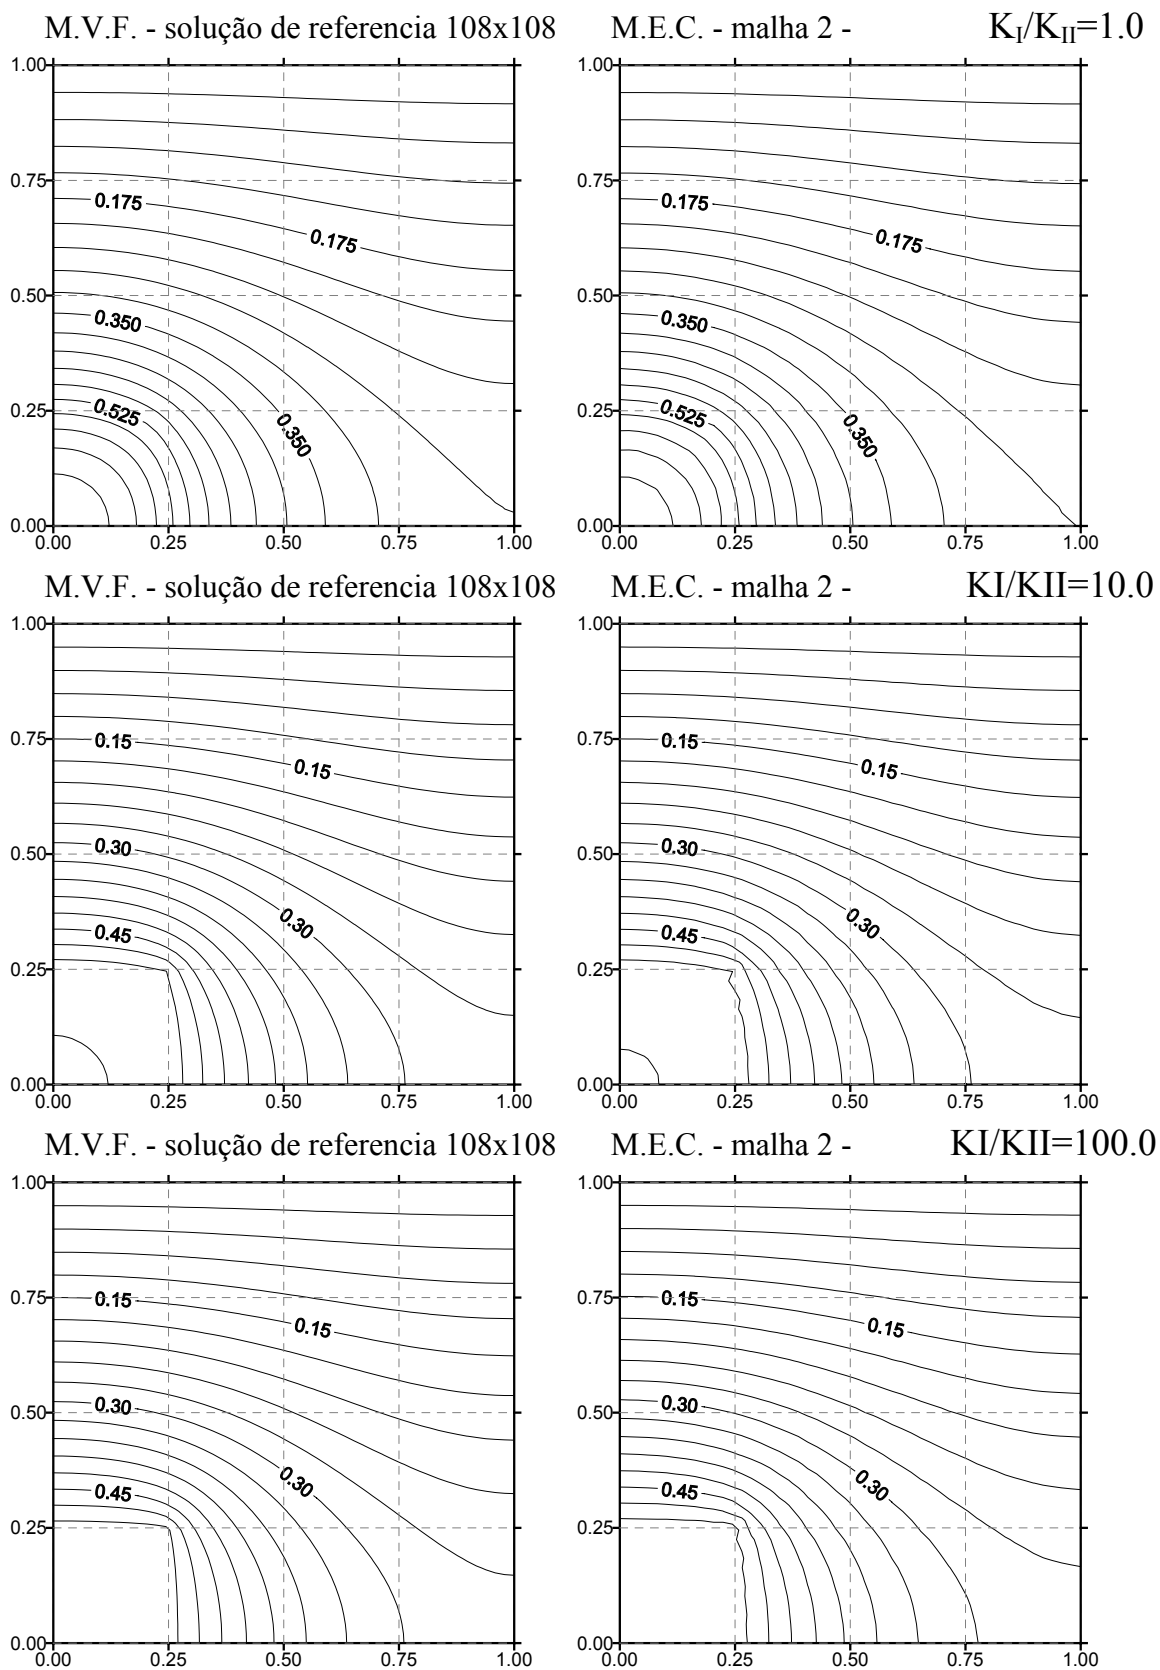 M.V.F. - solução de referencia 108x108 M.E.C. - malha 2 - K_I/K_II=1.0
1.00 1.00
0.75 0.175 0.175 0.75 0.175 0.175
0.50 0.350 0.50 0.350
0.25 0.525 0.350 0.25 0.525 0.350
0.00 0.00
0.00 0.25 0.50 0.75 1.00 0.00 0.25 0.50 0.75 1.00
M.V.F. - solução de referencia 108x108 M.E.C. - malha 2 - KI/KII=10.0
1.00 1.00
0.75 0.15 0.15 0.75 0.15 0.15
0.50 0.30 0.50 0.30
0.45 0.30 0.45 0.30
0.25 0.25
0.00 0.00
0.00 0.25 0.50 0.75 1.00 0.00 0.25 0.50 0.75 1.00
M.V.F. - solução de referencia 108x108 M.E.C. - malha 2 - KI/KII=100.0
1.00 1.00
0.75 0.15 0.15 0.75 0.15 0.15
0.50 0.30 0.50 0.30
0.45 0.30 0.45 0.30
0.25 0.25
0.00 0.00
0.00 0.25 0.50 0.75 1.00 0.00 0.25 0.50 0.75 1.00